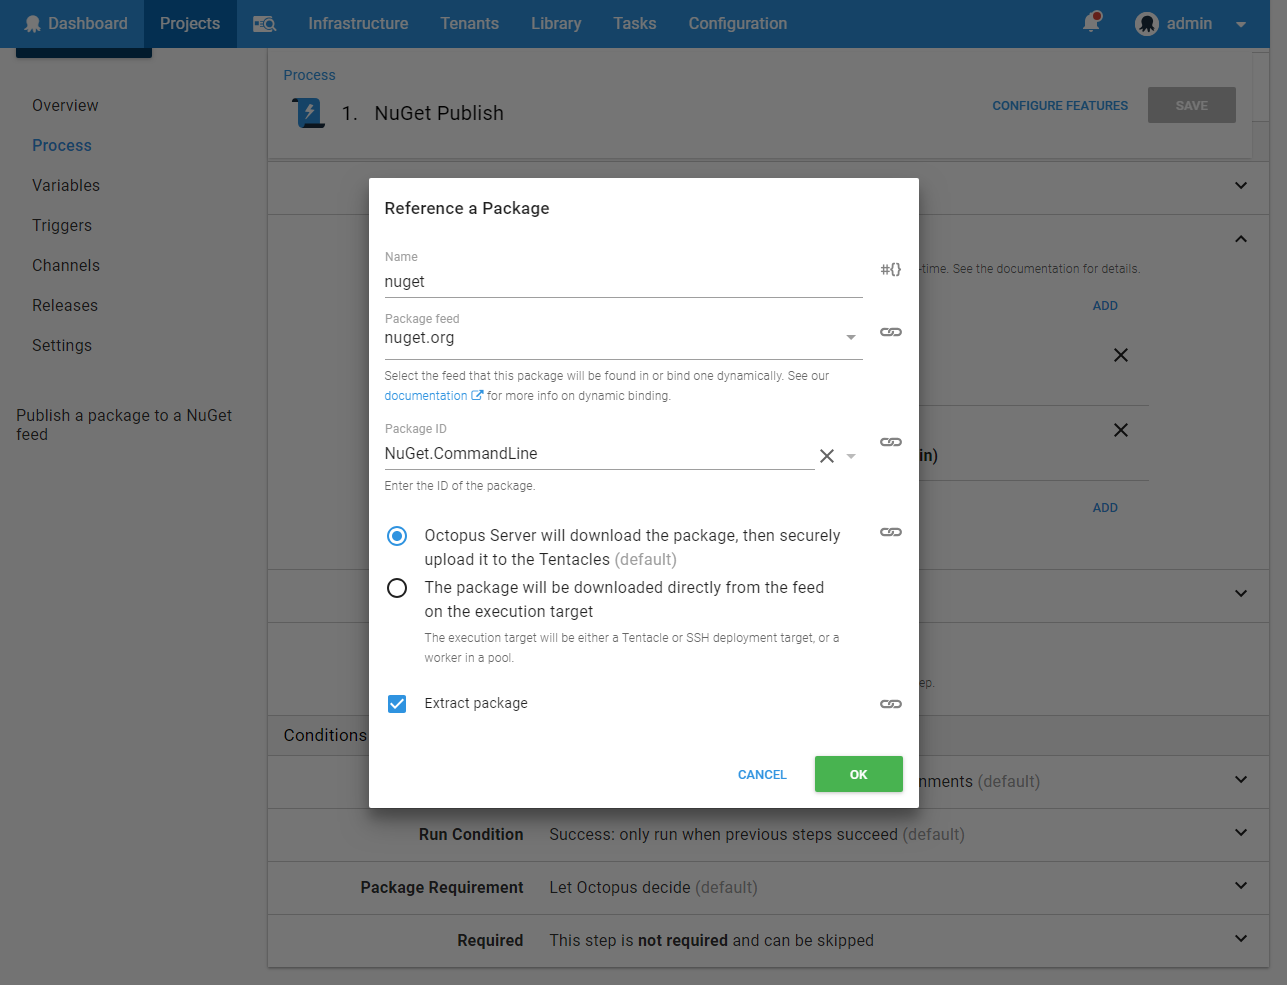 Dashboard
Projects
Infrastructure
Tenants
Library
Tasks
Configuration
admin
Overview
Process
Variables
Triggers
Channels
Releases
Settings
Publish a package to a NuGet
feed
Process
1. NuGet Publish
CONFIGURE FEATURES
SAVE
-time. See the documentation for details.
ADD
in)
ADD
ep.
Reference a Package
Name
nuget
#{}
Package feed
nuget.org
Select the feed that this package will be found in or bind one dynamically. See our
documentation for more info on dynamic binding.
Package ID
NuGet.CommandLine
Enter the ID of the package.
Octopus Server will download the package, then securely
upload it to the Tentacles (default)
The package will be downloaded directly from the feed
on the execution target
The execution target will be either a Tentacle or SSH deployment target, or a
worker in a pool.
Extract package
CANCEL
OK
Conditions
nments (default)
Run Condition Success: only run when previous steps succeed (default)
Package Requirement Let Octopus decide (default)
Required This step is not required and can be skipped